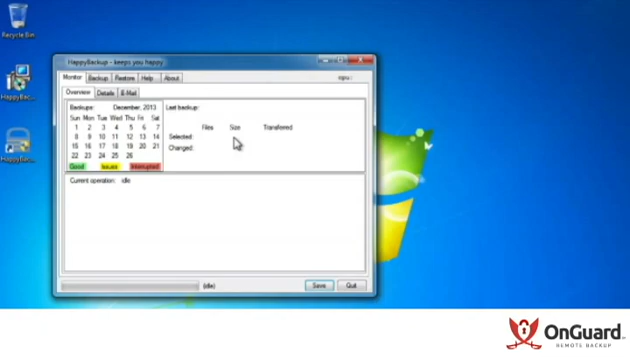 Recycle Bin
HappyBac...
HappyBac...
HappyBackup - keeps you happy
Monitor Backup Restore Help About
Overview Details E-Mail
Backups: December, 2013
Sun Mon Tue Wed Thu Fri Sat
1 2 3 4 5 6 7
8 9 10 11 12 13 14
15 16 17 18 19 20 21
22 23 24 25 26
Good Issues Interrupted
Last backup:
Files Size Transferred
Selected:
Changed:
Current operation: idle
(idle)
Save Quit
OnGuard
REMOTE BACKUP